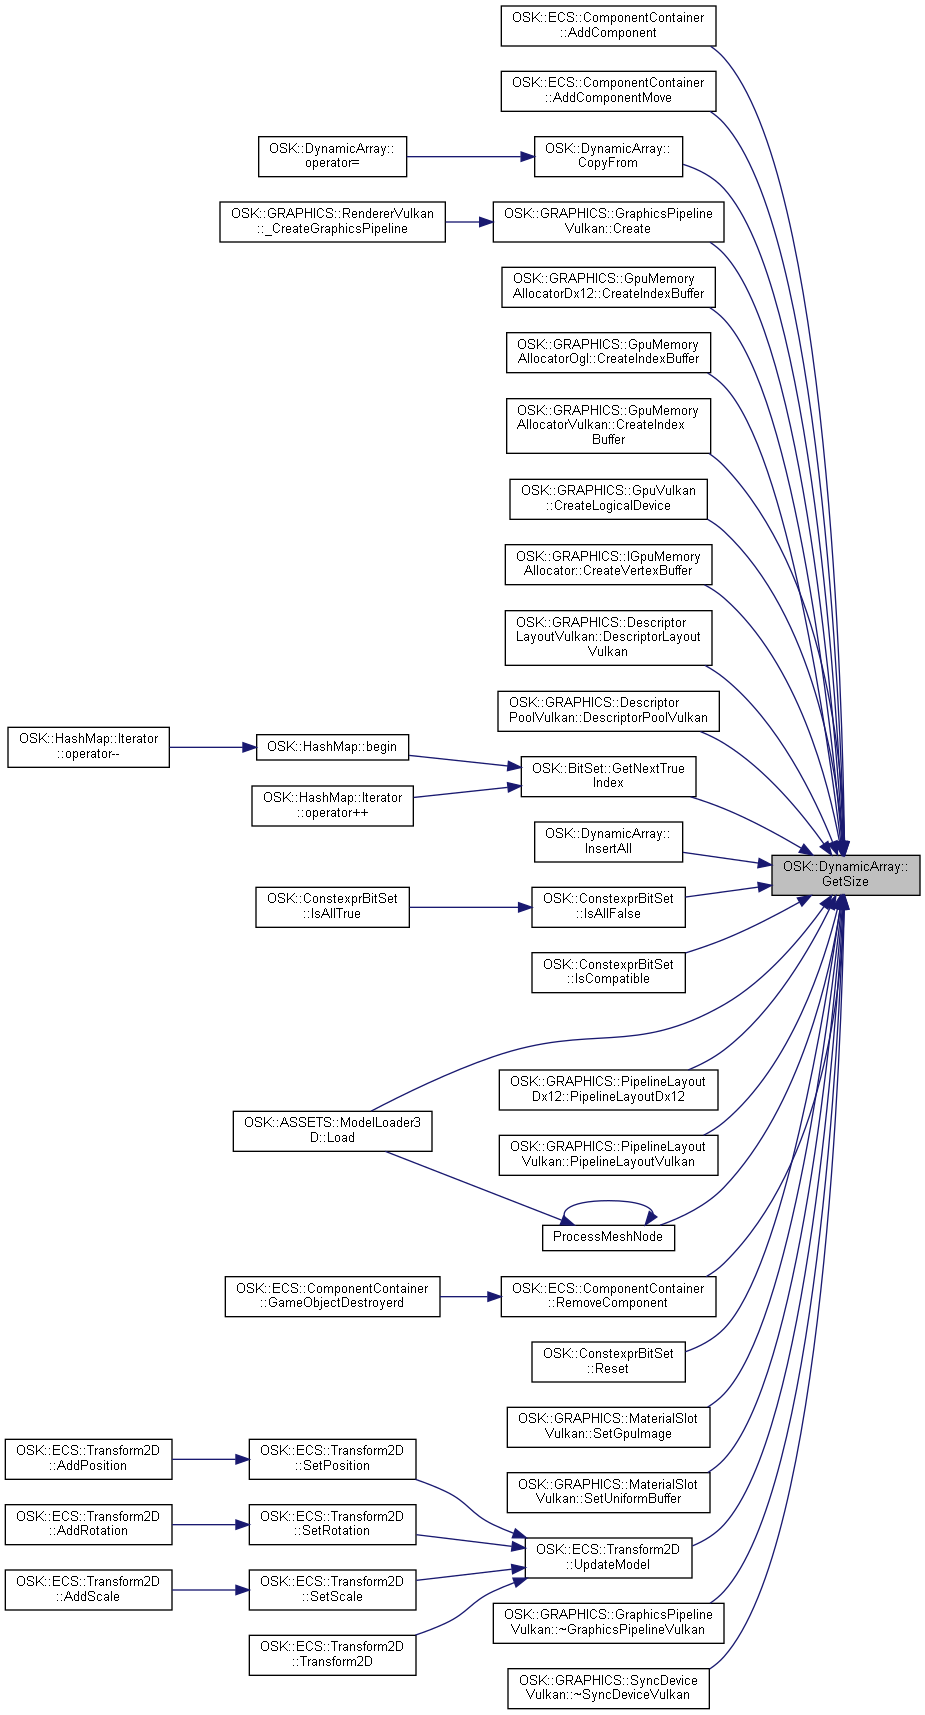 OSK::ECS::ComponentContainer
::AddComponent
OSK::ECS::ComponentContainer
::AddComponentMove
OSK::DynamicArray::
operator=
OSK::DynamicArray::
CopyFrom
OSK::GRAPHICS::RendererVulkan
::_CreateGraphicsPipeline
OSK::GRAPHICS::GraphicsPipeline
Vulkan::Create
OSK::GRAPHICS::GpuMemory
AllocatorDx12::CreateIndexBuffer
OSK::GRAPHICS::GpuMemory
AllocatorOgl::CreateIndexBuffer
OSK::GRAPHICS::GpuMemory
AllocatorVulkan::CreateIndex
Buffer
OSK::GRAPHICS::GpuVulkan
::CreateLogicalDevice
OSK::GRAPHICS::IGpuMemory
Allocator::CreateVertexBuffer
OSK::GRAPHICS::Descriptor
LayoutVulkan::DescriptorLayout
Vulkan
OSK::GRAPHICS::Descriptor
PoolVulkan::DescriptorPoolVulkan
OSK::HashMap::Iterator
::operator--
OSK::HashMap::begin
OSK::BitSet::GetNextTrue
Index
OSK::HashMap::Iterator
::operator++
OSK::DynamicArray::
InsertAll
OSK::DynamicArray::
GetSize
OSK::ConstexprBitSet
::IsAllTrue
OSK::ConstexprBitSet
::IsAllFalse
OSK::ConstexprBitSet
::IsCompatible
OSK::GRAPHICS::PipelineLayout
Dx12::PipelineLayoutDx12
OSK::ASSETS::ModelLoader3
D::Load
OSK::GRAPHICS::PipelineLayout
Vulkan::PipelineLayoutVulkan
ProcessMeshNode
OSK::ECS::ComponentContainer
::GameObjectDestroyerd
OSK::ECS::ComponentContainer
::RemoveComponent
OSK::ConstexprBitSet
::Reset
OSK::GRAPHICS::MaterialSlot
Vulkan::SetGpuImage
OSK::ECS::Transform2D
::AddPosition
OSK::ECS::Transform2D
::SetPosition
OSK::GRAPHICS::MaterialSlot
Vulkan::SetUniformBuffer
OSK::ECS::Transform2D
::AddRotation
OSK::ECS::Transform2D
::SetRotation
OSK::ECS::Transform2D
::UpdateModel
OSK::ECS::Transform2D
::AddScale
OSK::ECS::Transform2D
::SetScale
OSK::GRAPHICS::GraphicsPipeline
Vulkan::~GraphicsPipelineVulkan
OSK::ECS::Transform2D
::Transform2D
OSK::GRAPHICS::SyncDevice
Vulkan::~SyncDeviceVulkan